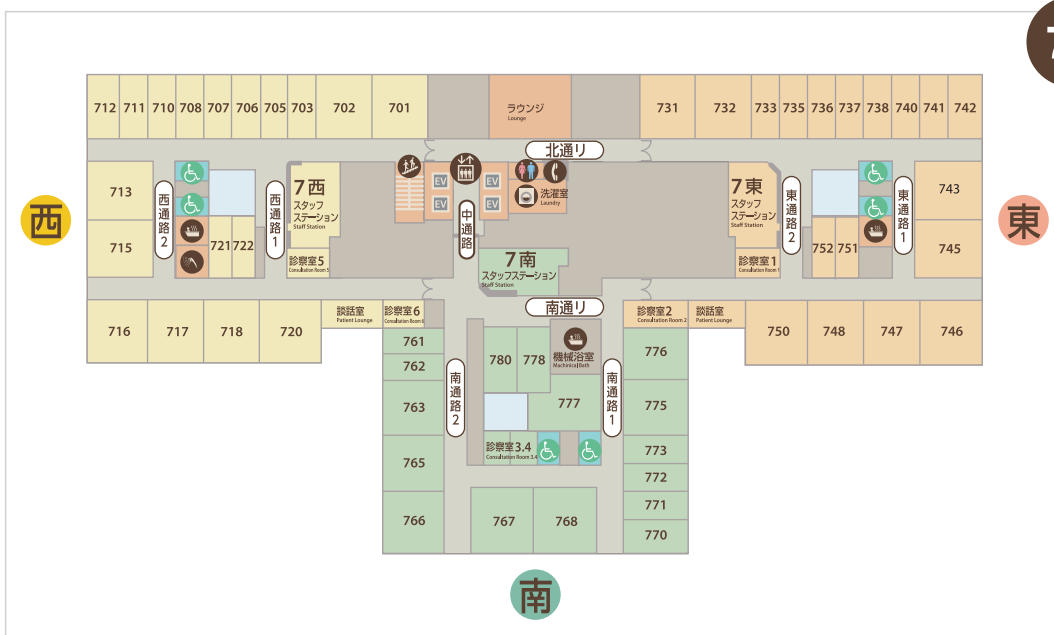 7
712 711 710 708 707 706 705 703 702 701
ラウンジ
Lounge
731 732 733 735 736 737 738 740 741 742
北通り
713
715
西通路2
721 722
西通路1
7西
スタッフ
ステーション
Staff Station
診察室5
Consultation Room 5
EV EV
EV EV
中通路
洗濯室
Laundry
7南
スタッフステーション
Staff Station
7東
スタッフ
ステーション
Staff Station
診察室1
Consultation Room 1
東通路2
752 751
東通路1
743
745
西
東
南通り
716 717 718 720
談話室
Patient Lounge
診察室6
Consultation Room 6
診察室2
Consultation Room 2
談話室
Patient Lounge
750 748 747 746
761
762
763
765
766
南通路2
780 778
機械浴室
Machinical Bath
777
診察室3.4
Consultation Room 3.4
南通路1
776
775
773
772
771
770
767 768
南